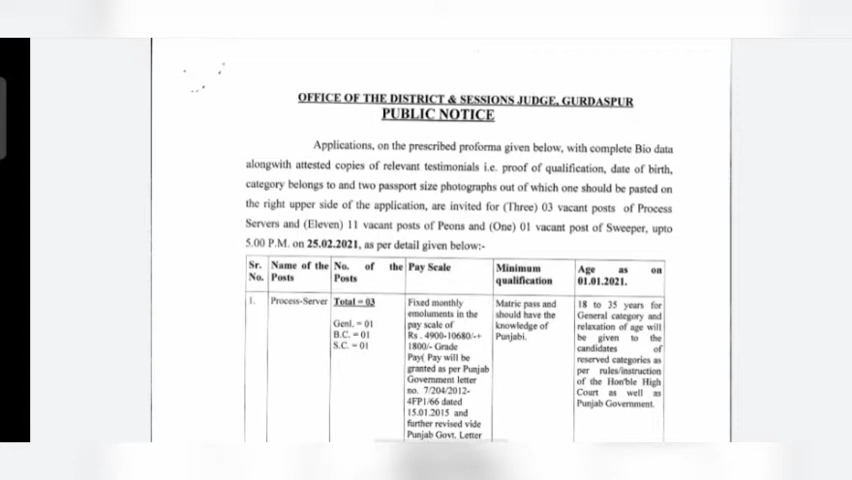 OFFICE OF THE DISTRICT & SESSIONS JUDGE, GURDASPUR
PUBLIC NOTICE
Applications, on the prescribed proforma given below, with complete Bio data
alongwith attested copies of relevant testimonials i.e. proof of qualification, date of birth,
category belongs to and two passport size photographs out of which one should be pasted on
the right upper side of the application, are invited for (Three) 03 vacant posts of Process
Servers and (Eleven) 11 vacant posts of Peons and (One) 01 vacant post of Sweeper, upto
5.00 P.M. on 25.02.2021, as per detail given below:-
Sr. No.
Name of the Posts
No. of the Posts
Pay Scale
Minimum qualification
Age as on 01.01.2021.
1.
Process-Server
Total = 03
Genl. = 01
B.C. = 01
S.C. = 01
Fixed monthly
emoluments in the
pay scale of
Rs. 4900-10680/-+
1800/- Grade
Pay( Pay will be
granted as per Punjab
Government letter
no. 7/204/2012-
4FP1/66 dated
15.01.2015 and
further revised vide
Punjab Govt. Letter
Matric pass and
should have the
knowledge of
Punjabi.
18 to 35 years for
General category and
relaxation of age will
be given to the
candidates of
reserved categories as
per rules/instruction
of the Hon'ble High
Court as well as
Punjab Government.